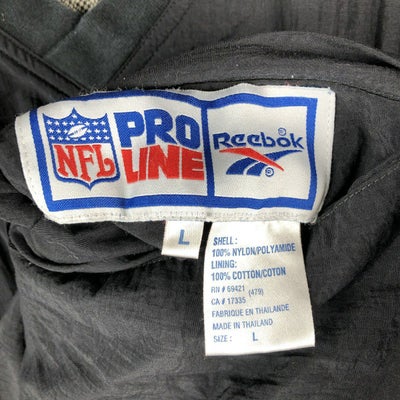 NFL
PRO
LINE
Reebok
L
SHELL:
100% NYLON/POLYAMIDE
LINING:
100% COTTON/COTON
RN # 69421 (479)
CA # 17335
FABRIQUE EN THAILANDE
MADE IN THAILAND
SIZE: L